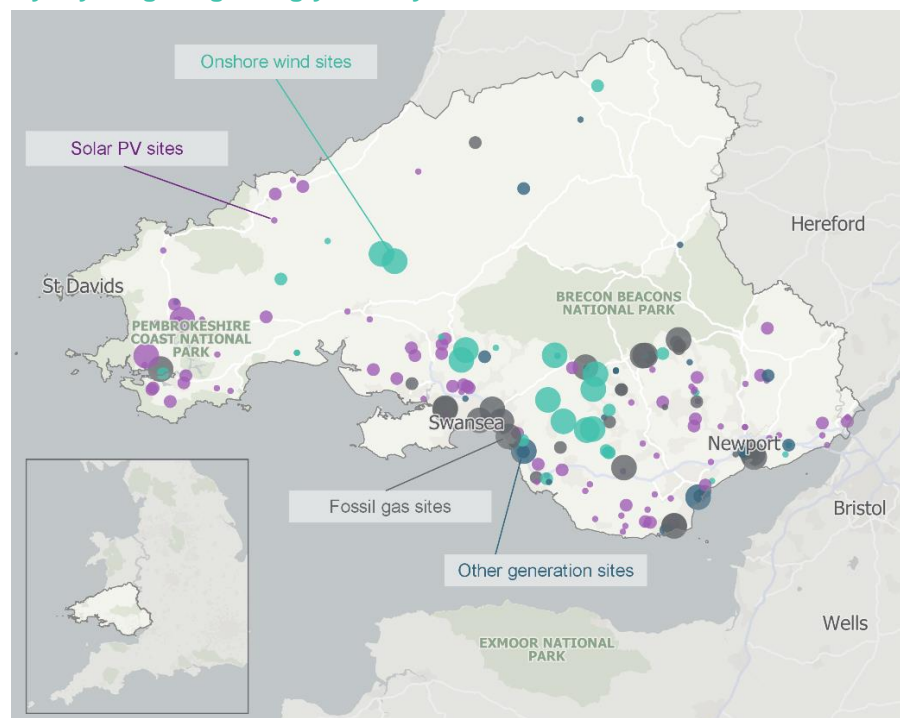 Onshore wind sites
Solar PV sites
Hereford
St Davids
BRECON BEACONS
NATIONAL PARK
PEMBROKESHIRE
COAST NATIONAL
PARK
Swansea
Newport
Fossil gas sites
Bristol
Other generation sites
Wells
EXMOOR NATIONAL
PARK